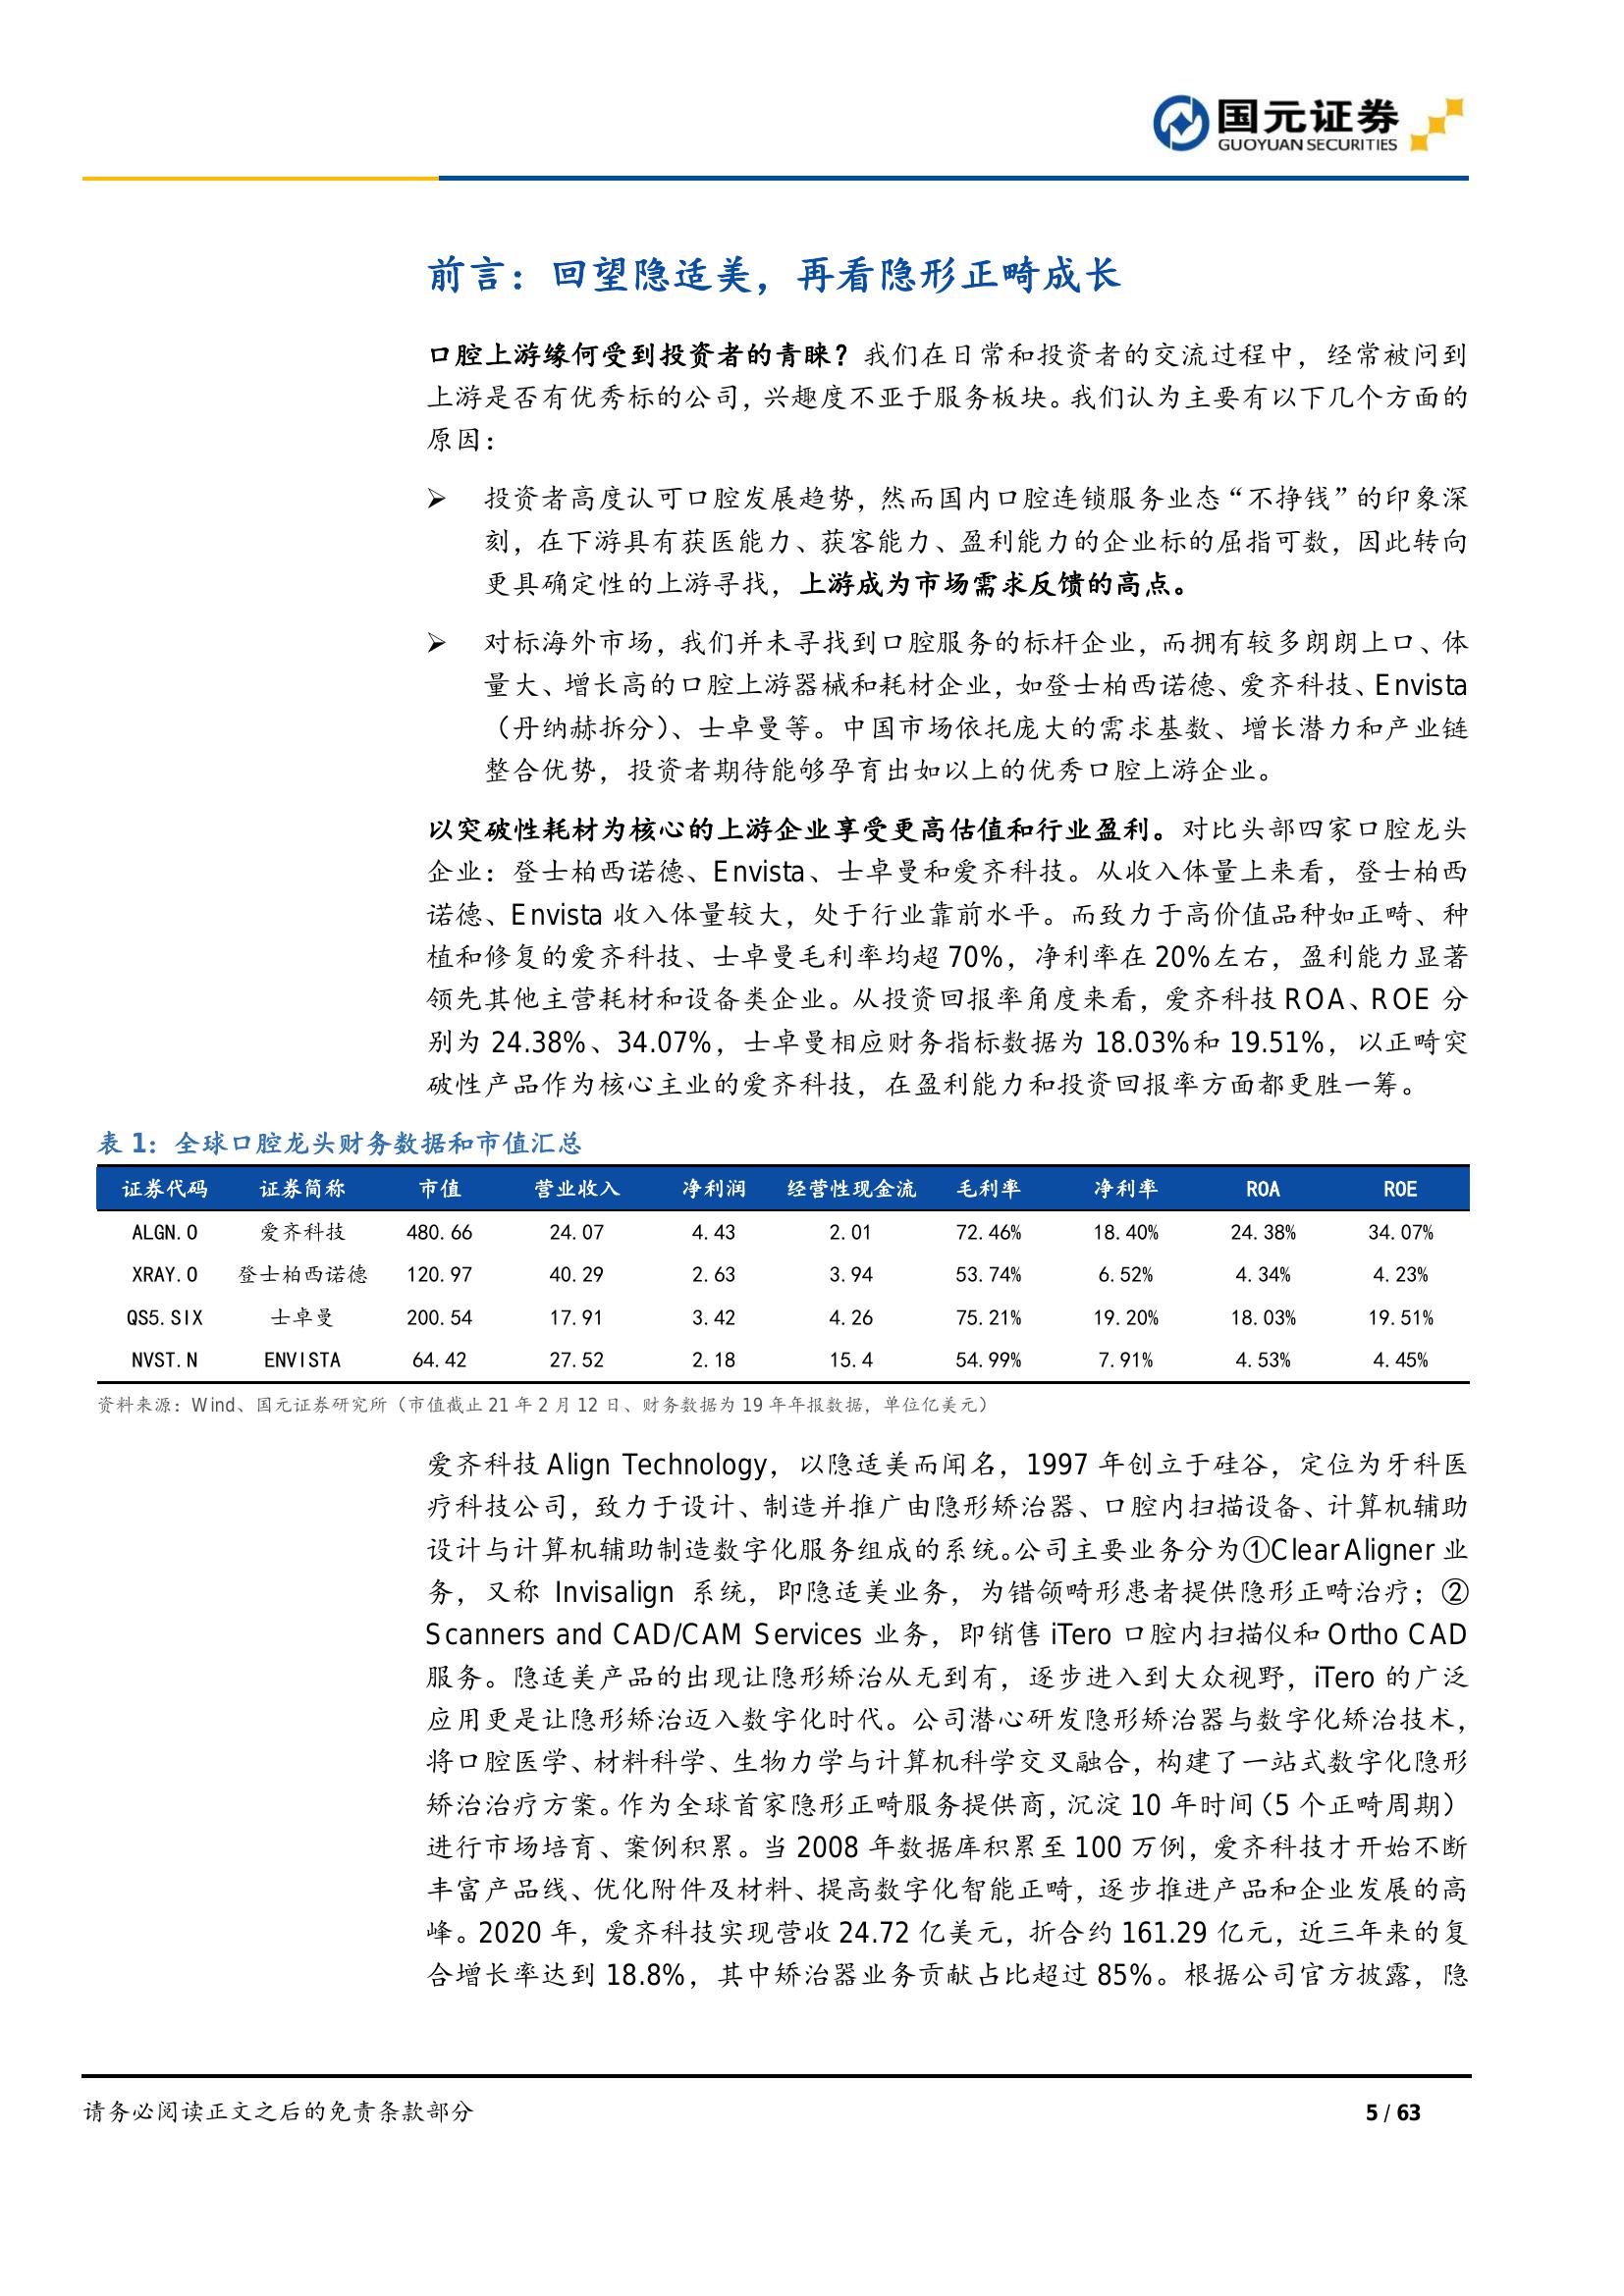 国元证券
GUOYUAN SECURITIES
前言：回望隐适美，再看隐形正畸成长
口腔上游缘何受到投资者的青睐？我们在日常和投资者的交流过程中，经常被问到
上游是否有优秀标的公司，兴趣度不亚于服务板块。我们认为主要有以下几个方面的
原因：
➢ 投资者高度认可口腔发展趋势，然而国内口腔连锁服务业态“不挣钱”的印象深
刻，在下游具有获医能力、获客能力、盈利能力的企业标的屈指可数，因此转向
更具确定性的上游寻找，上游成为市场需求反馈的高点。
➢ 对标海外市场，我们并未寻找到口腔服务的标杆企业，而拥有较多朗朗上口、体
量大、增长高的口腔上游器械和耗材企业，如登士柏西诺德、爱齐科技、Envista
（丹纳赫拆分）、士卓曼等。中国市场依托庞大的需求基数、增长潜力和产业链
整合优势，投资者期待能够孕育出如以上的优秀口腔上游企业。
以突破性耗材为核心的上游企业享受更高估值和行业盈利。对比头部四家口腔龙头
企业：登士柏西诺德、Envista、士卓曼和爱齐科技。从收入体量上来看，登士柏西
诺德、Envista 收入体量较大，处于行业靠前水平。而致力于高价值品种如正畸、种
植和修复的爱齐科技、士卓曼毛利率均超 70%，净利率在 20%左右，盈利能力显著
领先其他主营耗材和设备类企业。从投资回报率角度来看，爱齐科技 ROA、ROE 分
别为 24.38%、34.07%，士卓曼相应财务指标数据为 18.03%和 19.51%，以正畸突
破性产品作为核心主业的爱齐科技，在盈利能力和投资回报率方面都更胜一筹。
表 1：全球口腔龙头财务数据和市值汇总
证券代码 证券简称 市值 营业收入 净利润 经营性现金流 毛利率 净利率 ROA ROE
ALGN.O 爱齐科技 480.66 24.07 4.43 2.01 72.46% 18.40% 24.38% 34.07%
XRAY.O 登士柏西诺德 120.97 40.29 2.63 3.94 53.74% 6.52% 4.34% 4.23%
QS5.SIX 士卓曼 200.54 17.91 3.42 4.26 75.21% 19.20% 18.03% 19.51%
NVST.N ENVISTA 64.42 27.52 2.18 15.4 54.99% 7.91% 4.53% 4.45%
资料来源：Wind、国元证券研究所（市值截止 21 年 2 月 12 日、财务数据为 19 年年报数据，单位亿美元）
爱齐科技 Align Technology，以隐适美而闻名，1997 年创立于硅谷，定位为牙科医
疗科技公司，致力于设计、制造并推广由隐形矫治器、口腔内扫描设备、计算机辅助
设计与计算机辅助制造数字化服务组成的系统。公司主要业务分为①Clear Aligner 业
务，又称 Invisalign 系统，即隐适美业务，为错颌畸形患者提供隐形正畸治疗；②
Scanners and CAD/CAM Services 业务，即销售 iTero 口腔内扫描仪和 Ortho CAD
服务。隐适美产品的出现让隐形矫治从无到有，逐步进入到大众视野，iTero 的广泛
应用更是让隐形矫治迈入数字化时代。公司潜心研发隐形矫治器与数字化矫治技术，
将口腔医学、材料科学、生物力学与计算机科学交叉融合，构建了一站式数字化隐形
矫治治疗方案。作为全球首家隐形正畸服务提供商，沉淀 10 年时间（5 个正畸周期）
进行市场培育、案例积累。当 2008 年数据库积累至 100 万例，爱齐科技才开始不断
丰富产品线、优化附件及材料、提高数字化智能正畸，逐步推进产品和企业发展的高
峰。2020 年，爱齐科技实现营收 24.72 亿美元，折合约 161.29 亿元，近三年来的复
合增长率达到 18.8%，其中矫治器业务贡献占比超过 85%。根据公司官方披露，隐
请务必阅读正文之后的免责条款部分
5 / 63